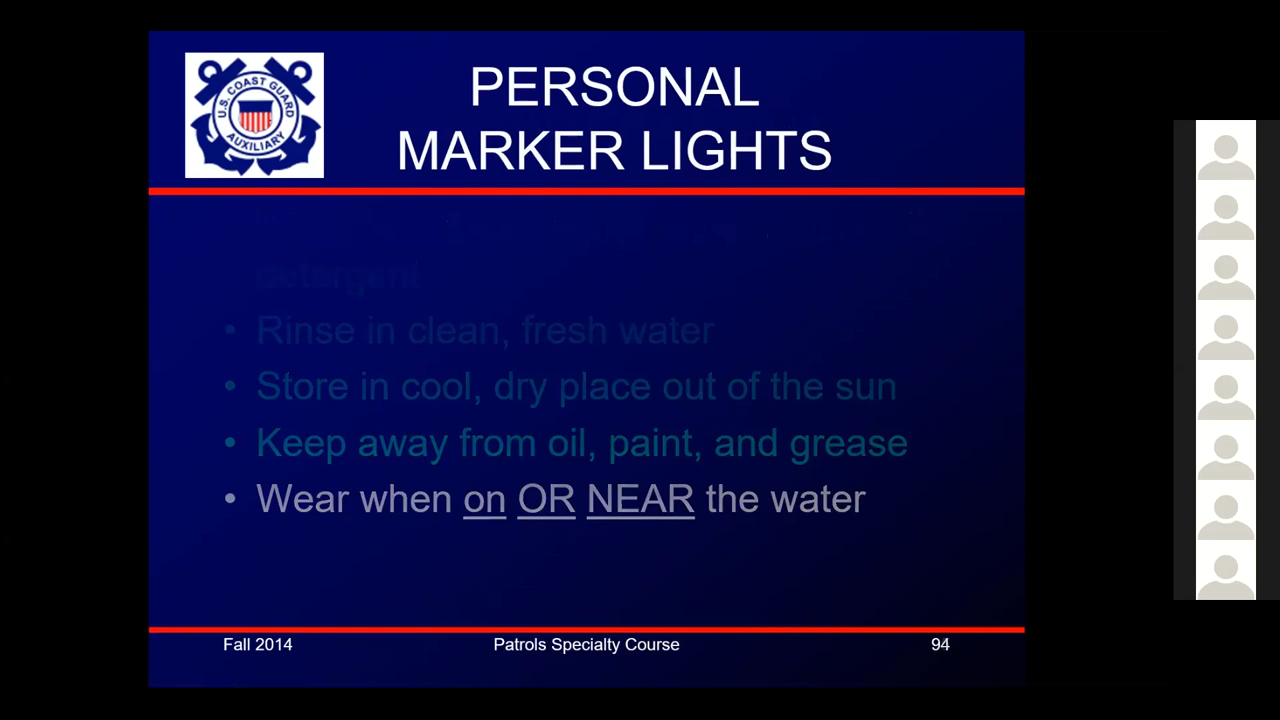 U.S. COAST GUARD
AUXILIARY
PERSONAL
MARKER LIGHTS
detergent
• Rinse in clean, fresh water
• Store in cool, dry place out of the sun
• Keep away from oil, paint, and grease
• Wear when on OR NEAR the water
Fall 2014
Patrols Specialty Course
94